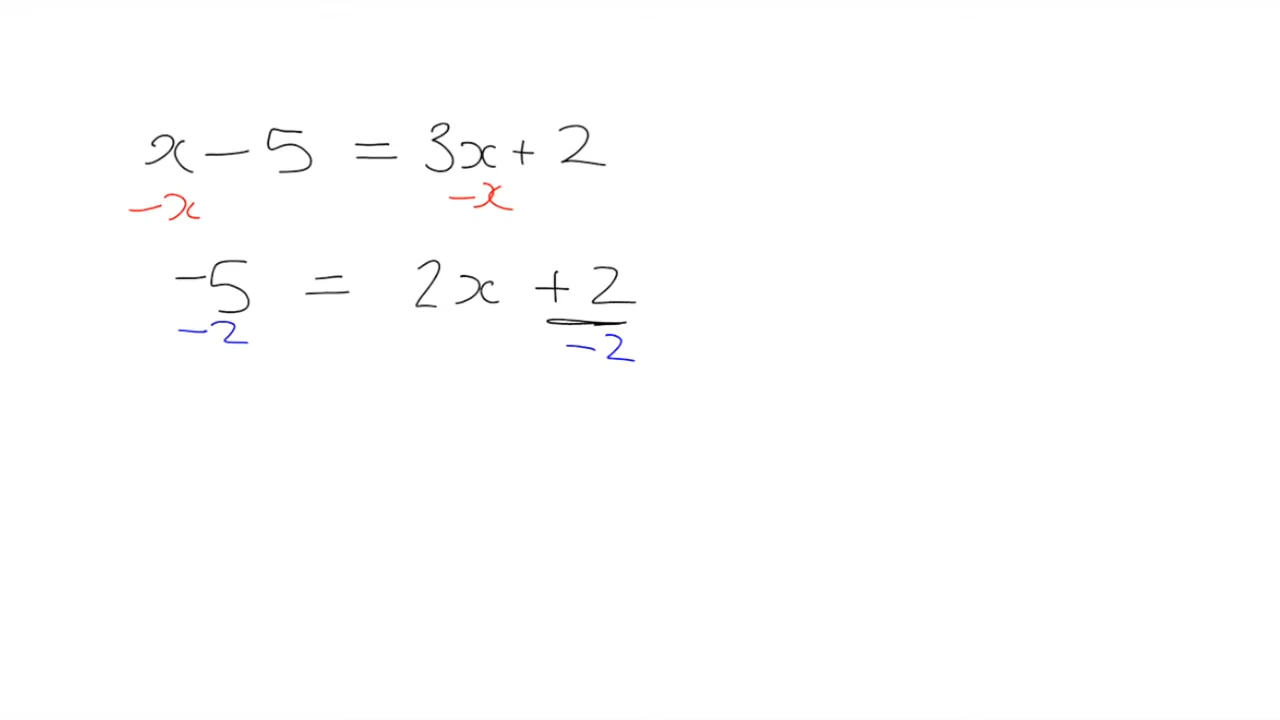 x - 5 = 3x + 2
-x -x
-5 = 2x + 2
-2 -2